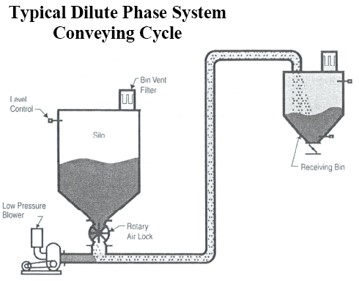 Typical Dilute Phase System
Conveying Cycle
Bin Vent
Filter
Level
Control
Silo
Receiving Bin
Low Pressure
Blower
Rotary
Air Lock